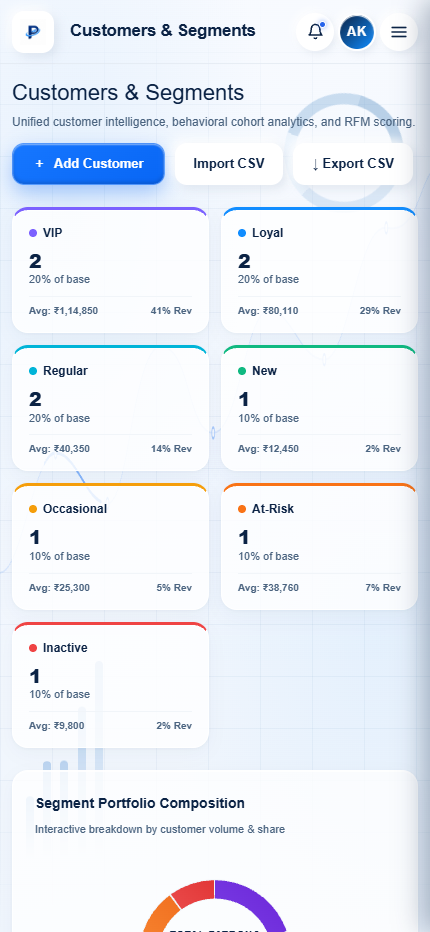 P
Customers & Segments
AK
Customers & Segments
Unified customer intelligence, behavioral cohort analytics, and RFM scoring.
+ Add Customer
Import CSV
↓ Export CSV
VIP
2
20% of base
Avg: ₹1,14,850
41% Rev
Loyal
2
20% of base
Avg: ₹80,110
29% Rev
Regular
2
20% of base
Avg: ₹40,350
14% Rev
New
1
10% of base
Avg: ₹12,450
2% Rev
Occasional
1
10% of base
Avg: ₹25,300
5% Rev
At-Risk
1
10% of base
Avg: ₹38,760
7% Rev
Inactive
1
10% of base
Avg: ₹9,800
2% Rev
Segment Portfolio Composition
Interactive breakdown by customer volume & share